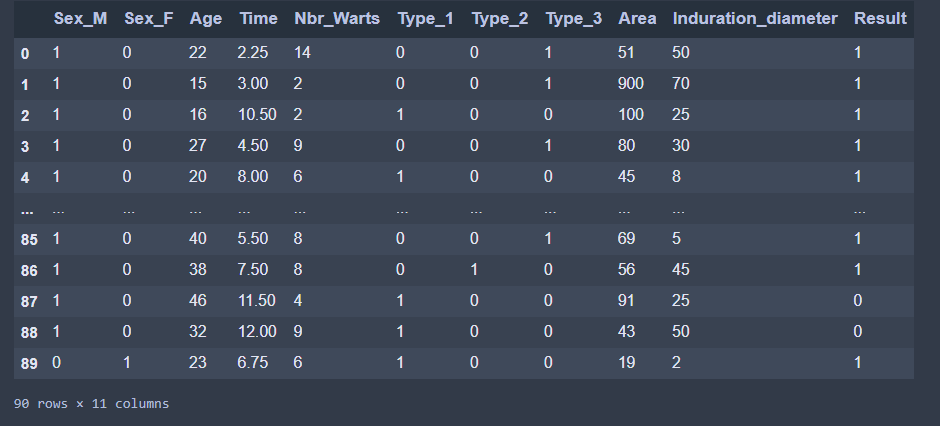 Sex_M Sex_F Age Time Nbr_Warts Type_1 Type_2 Type_3 Area Induration_diameter Result
0 1 0 22 2.25 14 0 0 1 51 50 1
1 1 0 15 3.00 2 0 0 1 900 70 1
2 1 0 16 10.50 2 1 0 0 100 25 1
3 1 0 27 4.50 9 0 0 1 80 30 1
4 1 0 20 8.00 6 1 0 0 45 8 1
... ... ... ... ... ... ... ... ... ... ... ...
85 1 0 40 5.50 8 0 0 1 69 5 1
86 1 0 38 7.50 8 0 1 0 56 45 1
87 1 0 46 11.50 4 1 0 0 91 25 0
88 1 0 32 12.00 9 1 0 0 43 50 0
89 0 1 23 6.75 6 1 0 0 19 2 1
90 rows × 11 columns